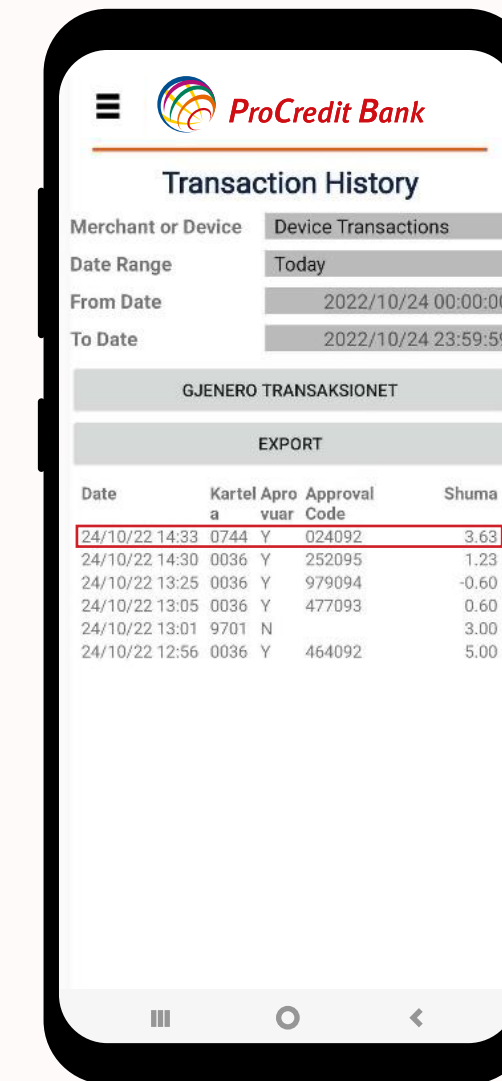 ProCredit Bank
Transaction History
Merchant or Device Device Transactions
Date Range Today
From Date 2022/10/24 00:00:00
To Date 2022/10/24 23:59:59
GJENERO TRANSAKSIONET
EXPORT
Date Kartel Apro Approval Shuma
a vuar Code
24/10/22 14:33 0744 Y 024092 3.63
24/10/22 14:30 0036 Y 252095 1.23
24/10/22 13:25 0036 Y 979094 -0.60
24/10/22 13:05 0036 Y 477093 0.60
24/10/22 13:01 9701 N 3.00
24/10/22 12:56 0036 Y 464092 5.00